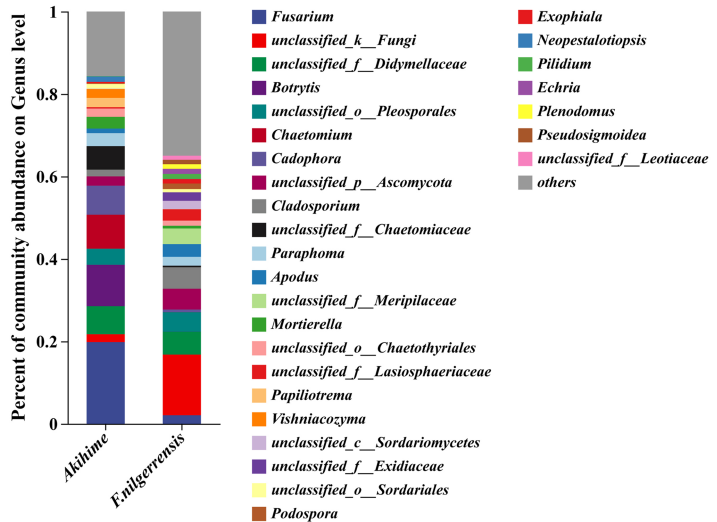 Percent of community abundance on Genus level
1
0.8
0.6
0.4
0.2
0
Akihime
F.nilgerrensis
Fusarium
unclassified_k__Fungi
unclassified_f__Didymellaceae
Botrytis
unclassified_o__Pleosporales
Chaetomium
Cadophora
unclassified_p__Ascomycota
Cladosporium
unclassified_f__Chaetomiaceae
Paraphoma
Apodus
unclassified_f__Meripilaceae
Mortierella
unclassified_o__Chaetothyriales
unclassified_f__Lasiosphaeriaceae
Papiliotrema
Vishniacozyma
unclassified_c__Sordariomycetes
unclassified_f__Exidiaceae
unclassified_o__Sordariales
Podospora
Exophiala
Neopestalotiopsis
Pilidium
Echria
Plenodomus
Pseudosigmoidea
unclassified_f__Leotiaceae
others